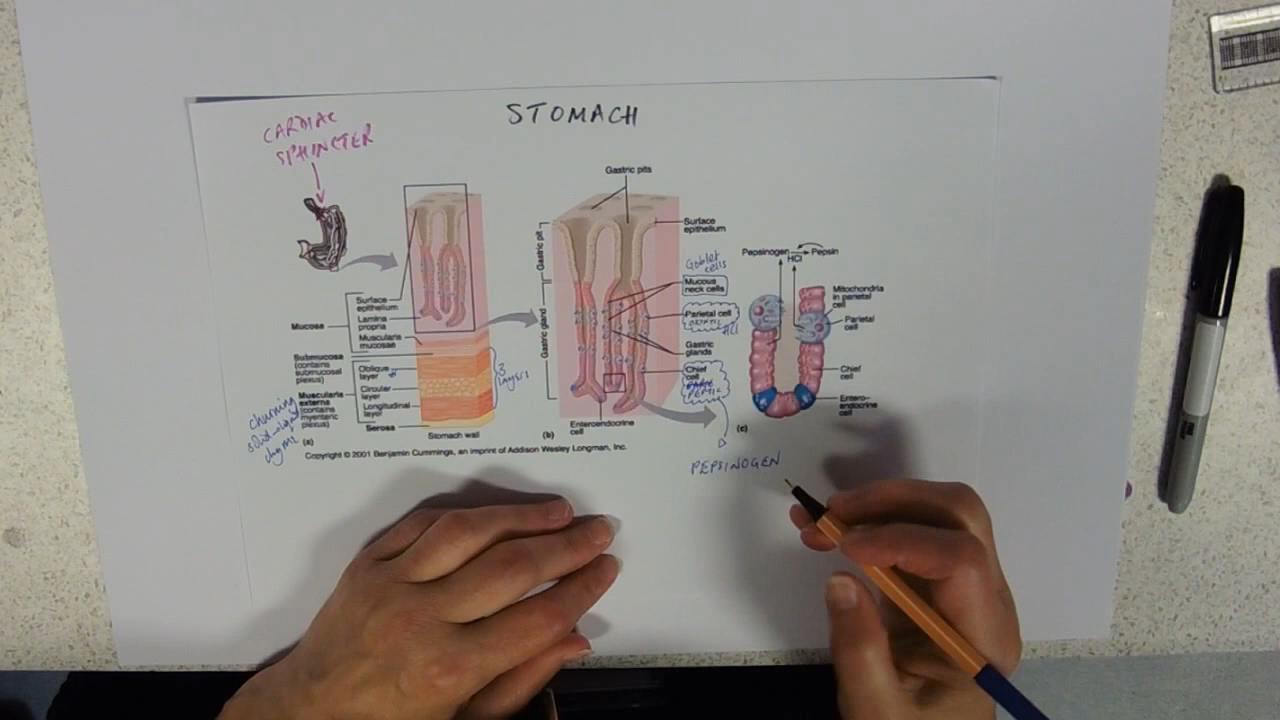 STOMACH
CARDIAC
SPHINCTER
Gastric pits
Surface
epithelium
Gastric pit
Gastric gland
Goblet
cells
Mucous
neck cells
Parietal cell
OXYNTIC
HCl
Gastric
glands
Chief
cell
PEPTIC
Enteroendocrine
cell
(b)
PEPSINOGEN
Surface
epithelium
Lamina
propria
Mucosa
Muscularis
mucosae
Submucosa
(contains
submucosal
plexus)
Oblique
layer
Circular
layer
Muscularis
externa
(contains
myenteric
plexus)
Longitudinal
layer
Serosa
3
layers
churning
solid-liquid
chyme
(a)
Stomach wall
Pepsinogen
HCl
Pepsin
Mitochondria
in parietal
cell
Parietal
cell
Chief
cell
Entero-
endocrine
cell
(c)
Copyright © 2001 Benjamin Cummings, an imprint of Addison Wesley Longman, Inc.